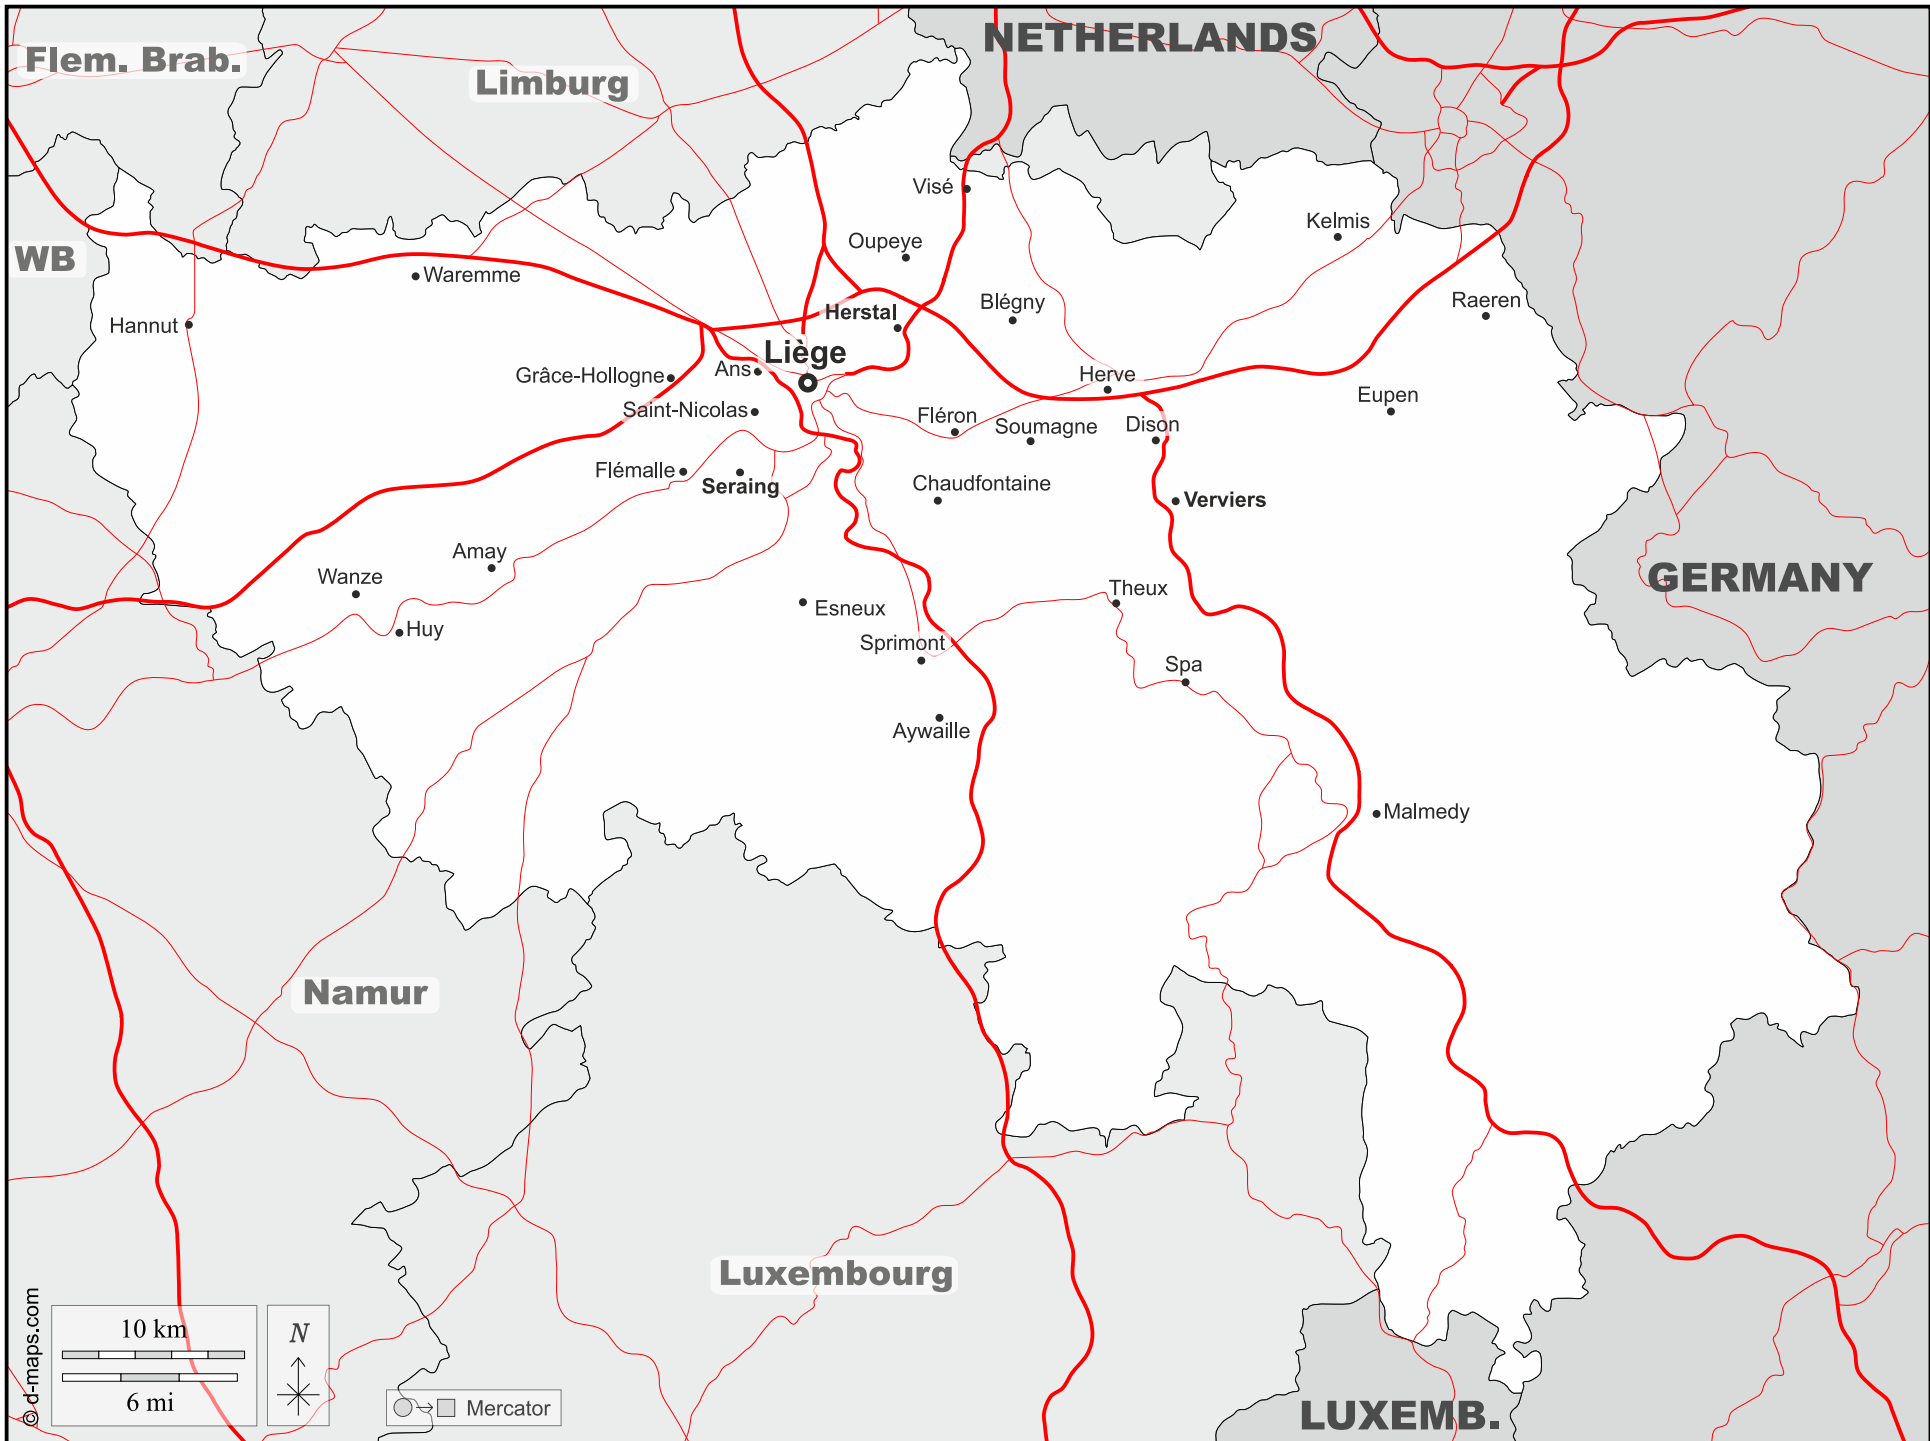 NETHERLANDS
Flem. Brab.
Limburg
Visé
Kelmis
Oupeye
WB
Waremme
Blégny
Raeren
Herstal
Hannut
Liège
Ans
Grâce-Hollogne
Herve
Eupen
Saint-Nicolas
Fléron
Soumagne
Dison
Flémalle
Seraing
Chaudfontaine
Verviers
Amay
Wanze
GERMANY
Theux
Esneux
Huy
Sprimont
Spa
Aywaille
Malmedy
Namur
Luxembourg
LUXEMB.
© d-maps.com
10 km
6 mi
N
Mercator